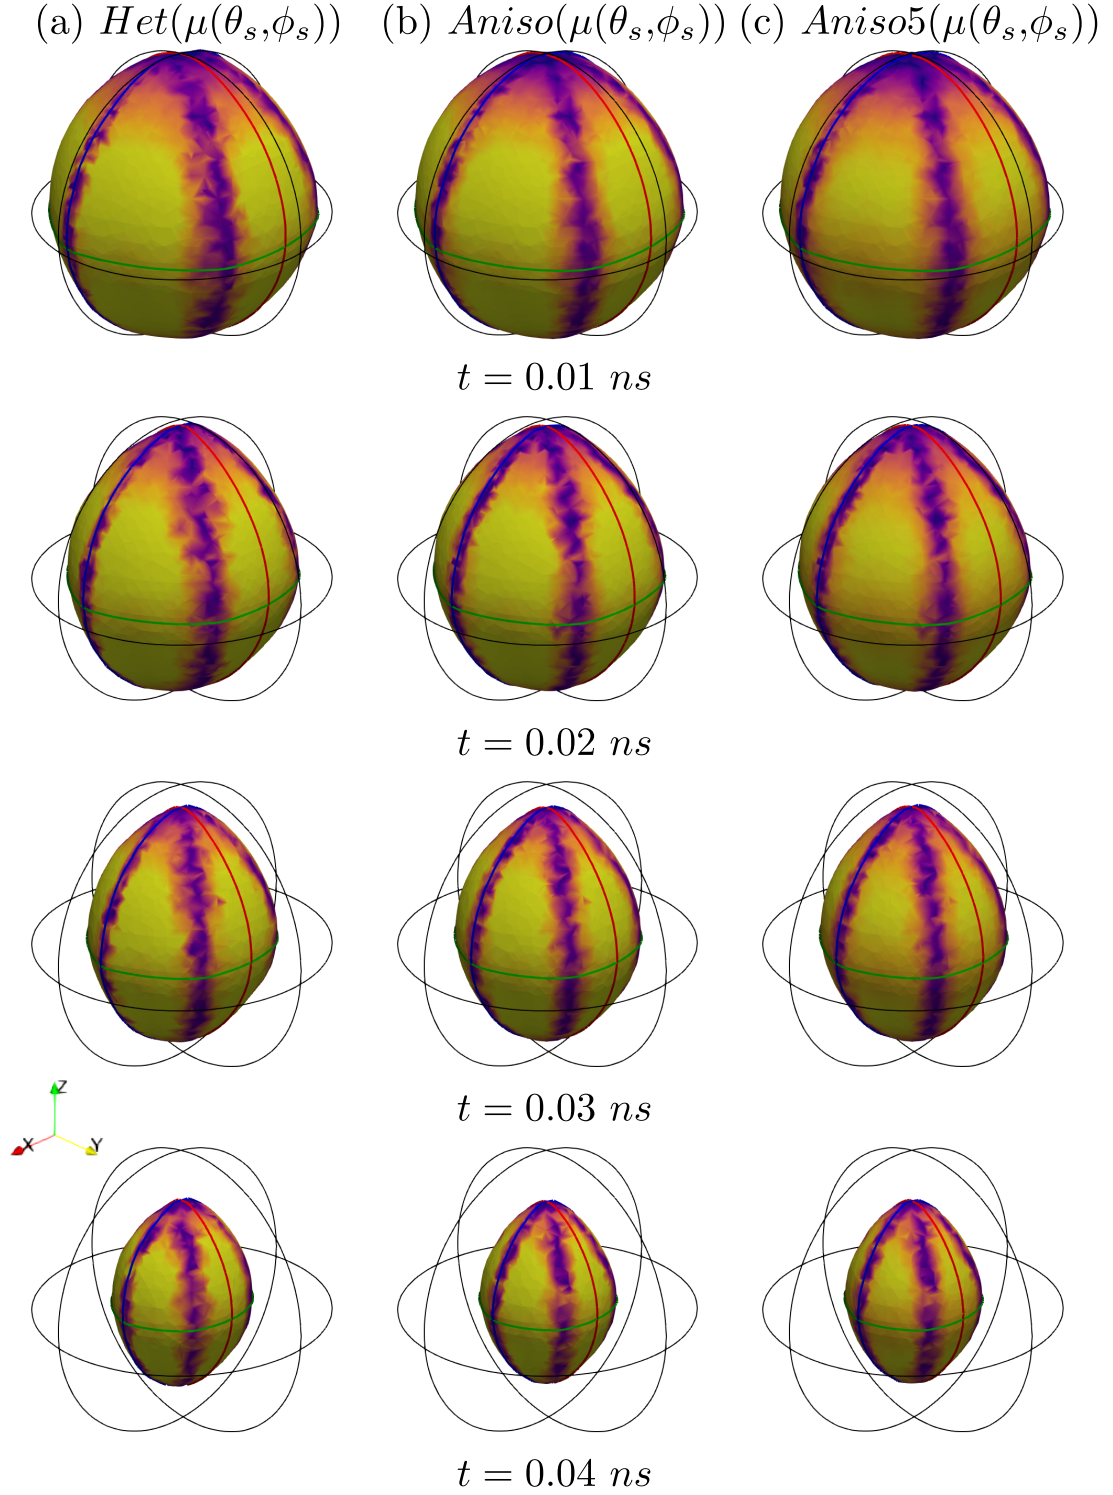 (a) Het(μ(θₛ,ϕₛ)) (b) Aniso(μ(θₛ,ϕₛ)) (c) Aniso5(μ(θₛ,ϕₛ))
t = 0.01 ns
t = 0.02 ns
t = 0.03 ns
Z
X Y
t = 0.04 ns